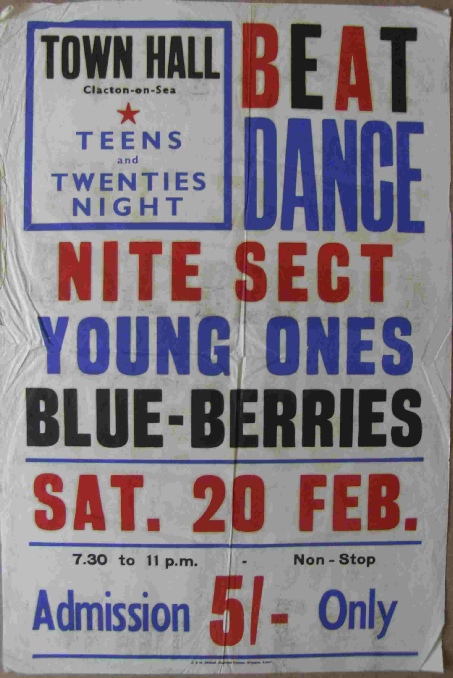 TOWN HALL
Clacton-on-Sea
TEENS
and
TWENTIES
NIGHT
BEAT
DANCE
NITE SECT
YOUNG ONES
BLUE-BERRIES
SAT. 20 FEB.
7.30 to 11 p.m. - Non-Stop
Admission 5/- Only